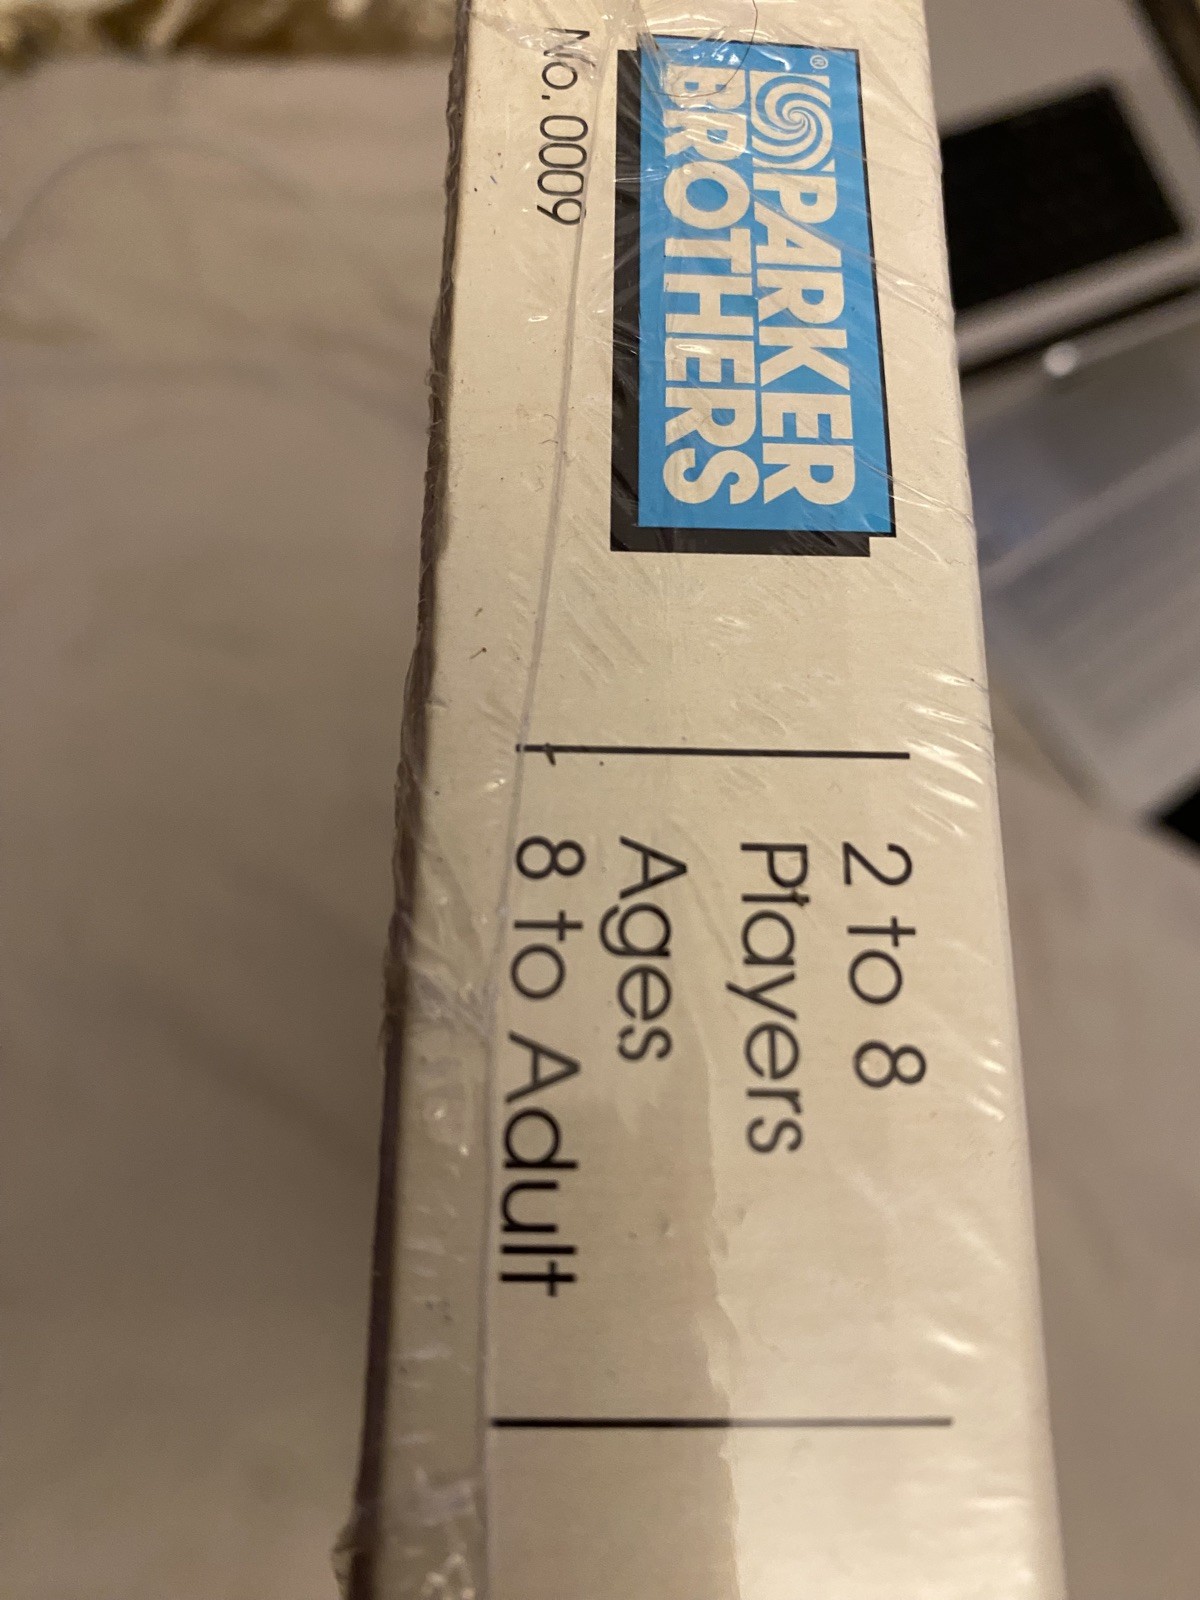 PARKER
BROTHERS
®
No. 0009
2 to 8
Players
Ages
8 to Adult